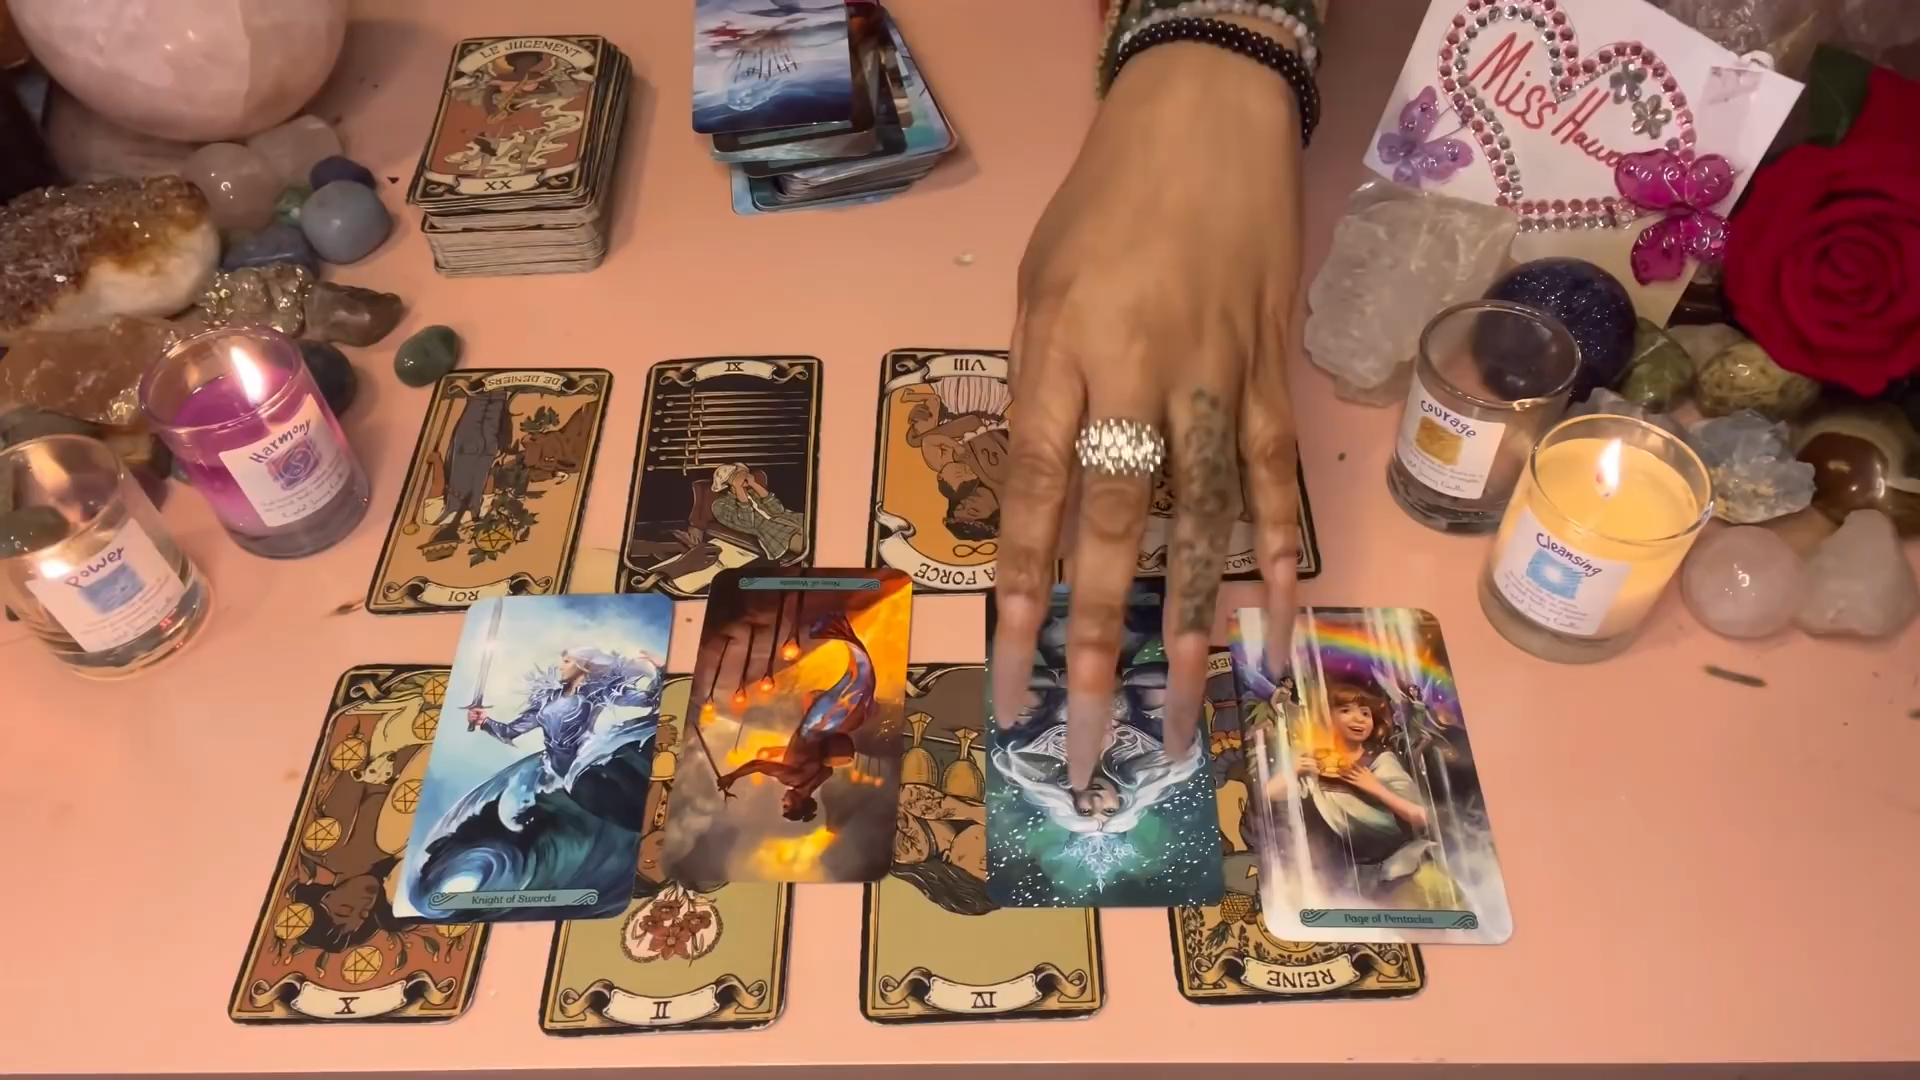 LE JUGEMENT
XX
Miss
DE DENIERS
ROI
XI
VIII
A FORCE
Harmony
Power
Courage
Cleansing
Knight of Swords
Nine of Wands
Page of Pentacles
X
II
IV
REINE